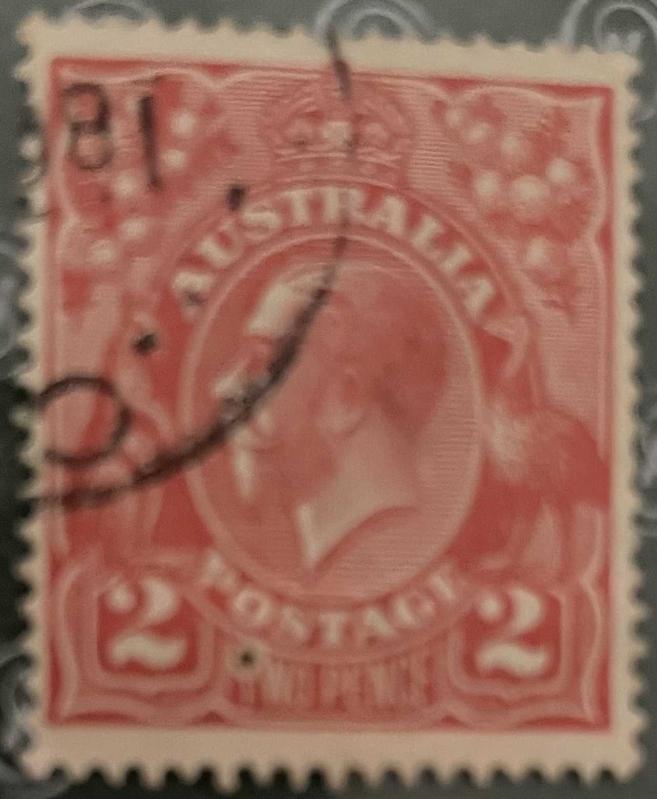 AUSTRALIA
POSTAGE
2 2
TWO PENCE